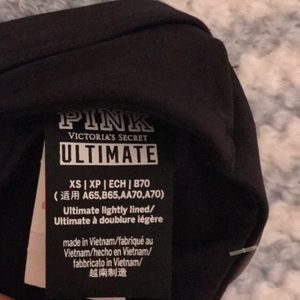 PINK
VICTORIA'S SECRET
ULTIMATE
XS | XP | ECH | B70
( 适用 A65,B65,AA70,A70)
Ultimate lightly lined/
Ultimate à doublure légère
made in Vietnam/fabriqué au
Vietnam/hecho en Vietnam/
fabbricato in Vietnam/
越南制造